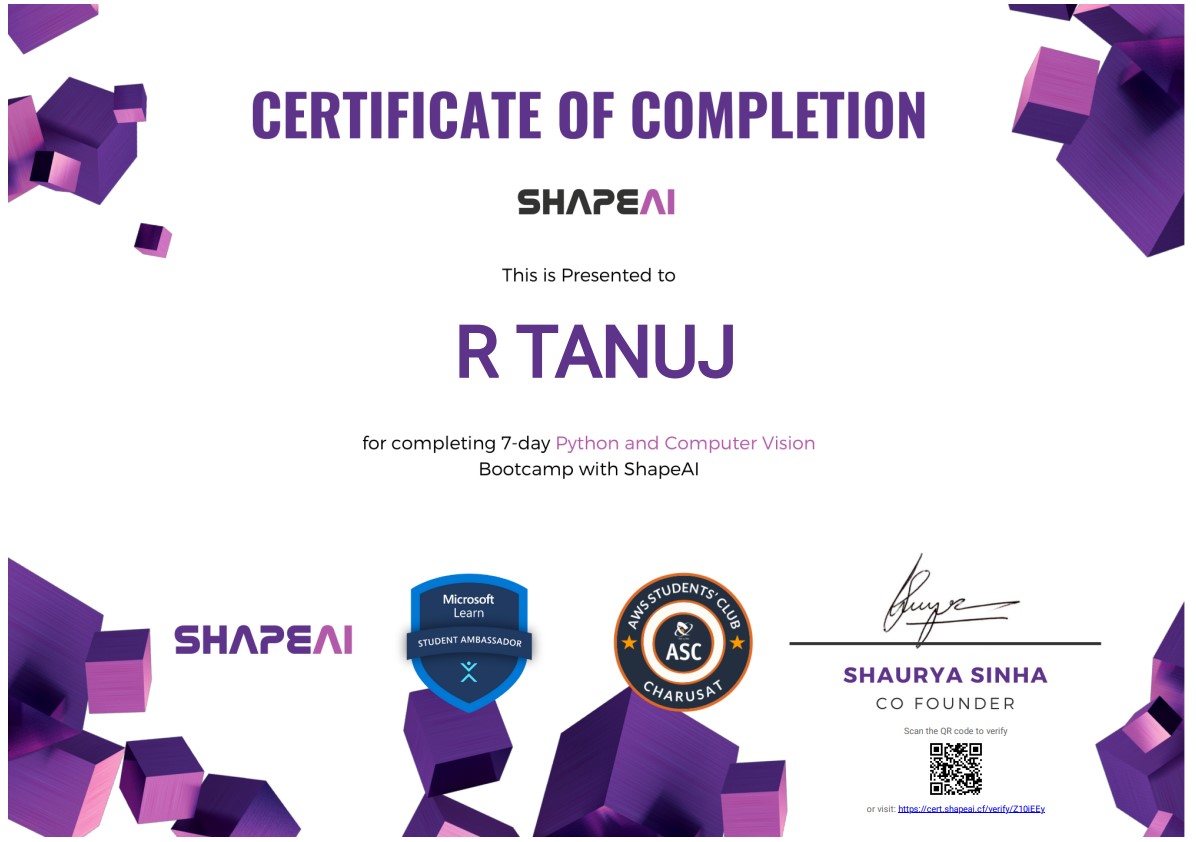 CERTIFICATE OF COMPLETION
SHAPEAI
This is Presented to
R TANUJ
for completing 7-day Python and Computer Vision
Bootcamp with ShapeAI
SHAPEAI
Microsoft
Learn
STUDENT AMBASSADOR
AWS STUDENTS' CLUB
ASC
CHARUSAT
SHAURYA SINHA
CO FOUNDER
Scan the QR code to verify
or visit: https://cert.shapeai.cf/verify/Z10iEEy